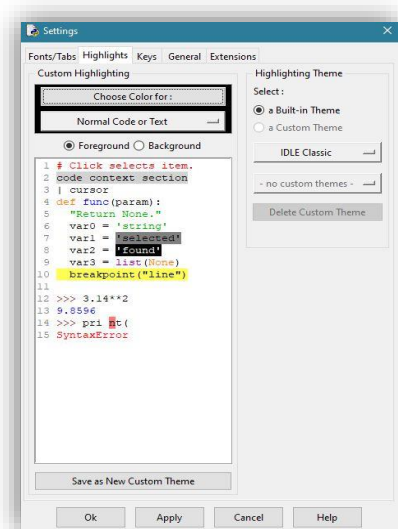 Settings
Fonts/Tabs Highlights Keys General Extensions
Custom Highlighting
Choose Color for :
Normal Code or Text
Foreground Background
1 # Click selects item.
2 code context section
3 | cursor
4 def func(param):
5   "Return None."
6   var0 = 'string'
7   var1 = 'selected'
8   var2 = 'found'
9   var3 = list(None)
10   breakpoint("line")
11
12 >>> 3.14**2
13 9.8596
14 >>> pri nt(
15 SyntaxError
Save as New Custom Theme
Highlighting Theme
Select :
a Built-in Theme
a Custom Theme
IDLE Classic
- no custom themes -
Delete Custom Theme
Ok Apply Cancel Help